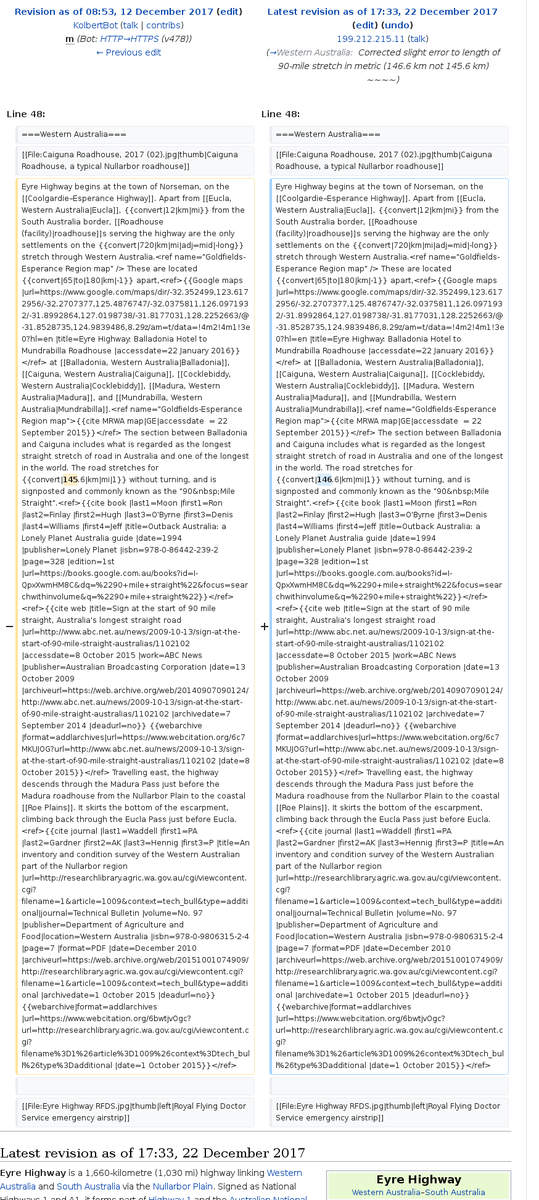 Revision as of 08:53, 12 December 2017 (edit)
KolbertBot (talk | contribs)
m (Bot: HTTP→HTTPS (v478))
← Previous edit
Latest revision as of 17:33, 22 December 2017
(edit) (undo)
199.212.215.11 (talk)
(→Western Australia: Corrected slight error to length of
90-mile stretch in metric (146.6 km not 145.6 km)
~~~~)
Line 48:
===Western Australia===
[[File:Caiguna Roadhouse, 2017 (02).jpg|thumb|Caiguna
Roadhouse, a typical Nullarbor roadhouse]]
−
Eyre Highway begins at the town of Norseman, on the
[[Coolgardie–Esperance Highway]]. Apart from [[Eucla,
Western Australia|Eucla]], {{convert|12|km|mi}} from the
South Australia border, [[Roadhouse
(facility)|roadhouse]]s serving the highway are the only
settlements on the {{convert|720|km|mi|adj=mid|-long}}
stretch through Western Australia.<ref name="Goldfields-
Esperance Region map" /> These are located
{{convert|65|to|180|km|-1}} apart,<ref>{{Google maps
|url=https://www.google.com/maps/dir/-32.352499,123.617
2956/-32.2707377,125.4876747/-32.0375811,126.097193
2/-31.8992864,127.0198738/-31.8177031,128.2252663/@
-31.8528735,124.9839486,8.29z/am=t/data=!4m2!4m1!3e
0?hl=en |title=Eyre Highway: Balladonia Hotel to
Mundrabilla Roadhouse |accessdate=22 January 2016}}
</ref> at [[Balladonia, Western Australia|Balladonia]],
[[Caiguna, Western Australia|Caiguna]], [[Cocklebiddy,
Western Australia|Cocklebiddy]], [[Madura, Western
Australia|Madura]], and [[Mundrabilla, Western
Australia|Mundrabilla]].<ref name="Goldfields-Esperance
Region map">{{cite MRWA map|GE|accessdate  = 22
September 2015}}</ref> The section between Balladonia
and Caiguna includes what is regarded as the longest
straight stretch of road in Australia and one of the longest
in the world. The road stretches for
{{convert|145.6|km|mi|1}} without turning, and is
signposted and commonly known as the "90&nbsp;Mile
Straight".<ref>{{cite book |last1=Moon |first1=Ron
|last2=Finlay |first2=Hugh |last3=O'Byrne |first3=Denis
|last4=Williams |first4=Jeff |title=Outback Australia: a
Lonely Planet Australia guide |date=1994
|publisher=Lonely Planet |isbn=978-0-86442-239-2
|page=328 |edition=1st
|url=https://books.google.com.au/books?id=I-
QpxXwmHM8C&dq=%2290+mile+straight%22&focus=sear
chwithinvolume&q=%2290+mile+straight%22}}</ref>
<ref>{{cite web |title=Sign at the start of 90 mile
straight, Australia's longest straight road
|url=http://www.abc.net.au/news/2009-10-13/sign-at-the-
start-of-90-mile-straight-australias/1102102
|accessdate=8 October 2015 |work=ABC News
|publisher=Australian Broadcasting Corporation |date=13
October 2009
|archiveurl=https://web.archive.org/web/20140907090124/
http://www.abc.net.au/news/2009-10-13/sign-at-the-start-
of-90-mile-straight-australias/1102102 |archivedate=7
September 2014 |deadurl=no}} {{webarchive
|format=addlarchives|url=https://www.webcitation.org/6c7
MKUJOG?url=http://www.abc.net.au/news/2009-10-13/sign-
at-the-start-of-90-mile-straight-australias/1102102 |date=8
October 2015}}</ref> Travelling east, the highway
descends through the Madura Pass just before the
Madura roadhouse from the Nullarbor Plain to the coastal
[[Roe Plains]]. It skirts the bottom of the escarpment,
climbing back through the Eucla Pass just before Eucla.
<ref>{{cite journal |last1=Waddell |first1=PA
|last2=Gardner |first2=AK |last3=Hennig |first3=P |title=An
inventory and condition survey of the Western Australian
part of the Nullarbor region
|url=http://researchlibrary.agric.wa.gov.au/cgi/viewcontent.
cgi?
filename=1&article=1009&context=tech_bull&type=additi
onal|journal=Technical Bulletin |volume=No. 97
|publisher=Department of Agriculture and
Food|location=Western Australia |isbn=978-0-9806315-2-4
|page=7 |format=PDF |date=December 2010
|archiveurl=https://web.archive.org/web/20151001074909/
http://researchlibrary.agric.wa.gov.au/cgi/viewcontent.cgi?
filename=1&article=1009&context=tech_bull&type=additi
onal |archivedate=1 October 2015 |deadurl=no}}
{{webarchive|format=addlarchives
|url=https://www.webcitation.org/6bwtjvOgc?
url=http://researchlibrary.agric.wa.gov.au/cgi/viewcontent.c
gi?
filename%3D1%26article%3D1009%26context%3Dtech_bul
l%26type%3Dadditional |date=1 October 2015}}</ref>
[[File:Eyre Highway RFDS.jpg|thumb|left|Royal Flying Doctor
Service emergency airstrip]]
Line 48:
===Western Australia===
[[File:Caiguna Roadhouse, 2017 (02).jpg|thumb|Caiguna
Roadhouse, a typical Nullarbor roadhouse]]
+
Eyre Highway begins at the town of Norseman, on the
[[Coolgardie–Esperance Highway]]. Apart from [[Eucla,
Western Australia|Eucla]], {{convert|12|km|mi}} from the
South Australia border, [[Roadhouse
(facility)|roadhouse]]s serving the highway are the only
settlements on the {{convert|720|km|mi|adj=mid|-long}}
stretch through Western Australia.<ref name="Goldfields-
Esperance Region map" /> These are located
{{convert|65|to|180|km|-1}} apart,<ref>{{Google maps
|url=https://www.google.com/maps/dir/-32.352499,123.617
2956/-32.2707377,125.4876747/-32.0375811,126.097193
2/-31.8992864,127.0198738/-31.8177031,128.2252663/@
-31.8528735,124.9839486,8.29z/am=t/data=!4m2!4m1!3e
0?hl=en |title=Eyre Highway: Balladonia Hotel to
Mundrabilla Roadhouse |accessdate=22 January 2016}}
</ref> at [[Balladonia, Western Australia|Balladonia]],
[[Caiguna, Western Australia|Caiguna]], [[Cocklebiddy,
Western Australia|Cocklebiddy]], [[Madura, Western
Australia|Madura]], and [[Mundrabilla, Western
Australia|Mundrabilla]].<ref name="Goldfields-Esperance
Region map">{{cite MRWA map|GE|accessdate  = 22
September 2015}}</ref> The section between Balladonia
and Caiguna includes what is regarded as the longest
straight stretch of road in Australia and one of the longest
in the world. The road stretches for
{{convert|146.6|km|mi|1}} without turning, and is
signposted and commonly known as the "90&nbsp;Mile
Straight".<ref>{{cite book |last1=Moon |first1=Ron
|last2=Finlay |first2=Hugh |last3=O'Byrne |first3=Denis
|last4=Williams |first4=Jeff |title=Outback Australia: a
Lonely Planet Australia guide |date=1994
|publisher=Lonely Planet |isbn=978-0-86442-239-2
|page=328 |edition=1st
|url=https://books.google.com.au/books?id=I-
QpxXwmHM8C&dq=%2290+mile+straight%22&focus=sear
chwithinvolume&q=%2290+mile+straight%22}}</ref>
<ref>{{cite web |title=Sign at the start of 90 mile
straight, Australia's longest straight road
|url=http://www.abc.net.au/news/2009-10-13/sign-at-the-
start-of-90-mile-straight-australias/1102102
|accessdate=8 October 2015 |work=ABC News
|publisher=Australian Broadcasting Corporation |date=13
October 2009
|archiveurl=https://web.archive.org/web/20140907090124/
http://www.abc.net.au/news/2009-10-13/sign-at-the-start-
of-90-mile-straight-australias/1102102 |archivedate=7
September 2014 |deadurl=no}} {{webarchive
|format=addlarchives|url=https://www.webcitation.org/6c7
MKUJOG?url=http://www.abc.net.au/news/2009-10-13/sign-
at-the-start-of-90-mile-straight-australias/1102102 |date=8
October 2015}}</ref> Travelling east, the highway
descends through the Madura Pass just before the
Madura roadhouse from the Nullarbor Plain to the coastal
[[Roe Plains]]. It skirts the bottom of the escarpment,
climbing back through the Eucla Pass just before Eucla.
<ref>{{cite journal |last1=Waddell |first1=PA
|last2=Gardner |first2=AK |last3=Hennig |first3=P |title=An
inventory and condition survey of the Western Australian
part of the Nullarbor region
|url=http://researchlibrary.agric.wa.gov.au/cgi/viewcontent.
cgi?
filename=1&article=1009&context=tech_bull&type=additi
onal|journal=Technical Bulletin |volume=No. 97
|publisher=Department of Agriculture and
Food|location=Western Australia |isbn=978-0-9806315-2-4
|page=7 |format=PDF |date=December 2010
|archiveurl=https://web.archive.org/web/20151001074909/
http://researchlibrary.agric.wa.gov.au/cgi/viewcontent.cgi?
filename=1&article=1009&context=tech_bull&type=additi
onal |archivedate=1 October 2015 |deadurl=no}}
{{webarchive|format=addlarchives
|url=https://www.webcitation.org/6bwtjvOgc?
url=http://researchlibrary.agric.wa.gov.au/cgi/viewcontent.c
gi?
filename%3D1%26article%3D1009%26context%3Dtech_bul
l%26type%3Dadditional |date=1 October 2015}}</ref>
[[File:Eyre Highway RFDS.jpg|thumb|left|Royal Flying Doctor
Service emergency airstrip]]
Latest revision as of 17:33, 22 December 2017
Eyre Highway is a 1,660-kilometre (1,030 mi) highway linking Western
Australia and South Australia via the Nullarbor Plain. Signed as National
Highways 1 and A1, it forms part of Highway 1 and the Australian National
Eyre Highway
Western Australia–South Australia